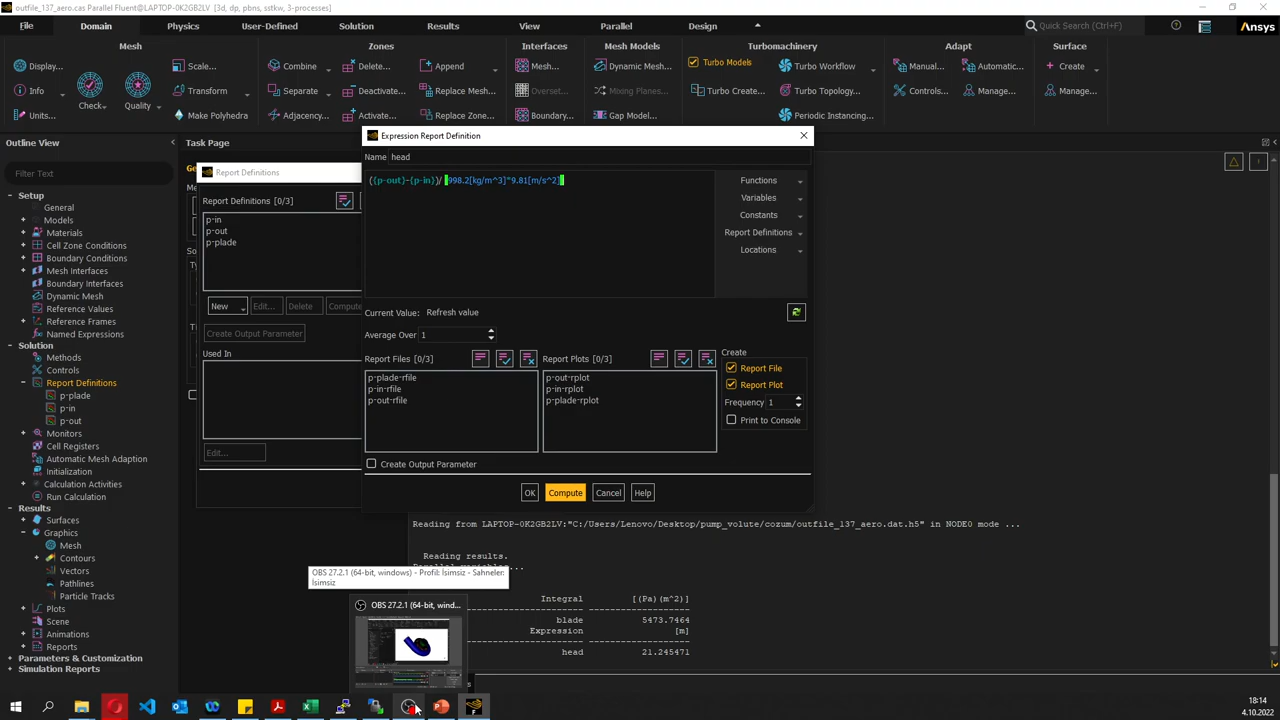 outfile_137_aero.cas Parallel Fluent@LAPTOP-0K2GB2LV [3d, dp, pbns, sstkw, 3-processes]
File Domain Physics User-Defined Solution Results View Parallel Design Quick Search (Ctrl+F) Ansys
Mesh Zones Interfaces Mesh Models Turbomachinery Adapt Surface
Display... Scale... Combine Delete... Append Mesh... Dynamic Mesh... Turbo Models Turbo Workflow Manual... Automatic... Create
Info Check Quality Transform Separate Deactivate... Replace Mesh... Overset... Mixing Planes... Turbo Create... Turbo Topology... Controls... Manage... Manage...
Units... Make Polyhedra Adjacency... Activate... Replace Zone... Boundary... Gap Model... Periodic Instancing...
Outline View Task Page
Filter Text
Setup
General
Models
Materials
Cell Zone Conditions
Boundary Conditions
Mesh Interfaces
Boundary Interfaces
Dynamic Mesh
Reference Values
Reference Frames
Named Expressions
Solution
Methods
Controls
Report Definitions
p-plade
p-in
p-out
Monitors
Cell Registers
Automatic Mesh Adaption
Initialization
Calculation Activities
Run Calculation
Results
Surfaces
Graphics
Mesh
Contours
Vectors
Pathlines
Particle Tracks
Plots
Scene
Animations
Reports
Parameters & Customization
Simulation Reports
Report Definitions
Report Definitions [0/3]
p-in
p-out
p-plade
New Edit... Delete Compute
Create Output Parameter
Used In
Edit...
Expression Report Definition
Name head
({p-out}-{p-in})/ (998.2[kg/m^3]*9.81[m/s^2])
Functions
Variables
Constants
Report Definitions
Locations
Current Value: Refresh value
Average Over 1
Report Files [0/3] Report Plots [0/3] Create
p-plade-rfile
p-in-rfile
p-out-rfile
p-out-rplot
p-in-rplot
p-plade-rplot
Report File
Report Plot
Frequency 1
Print to Console
Create Output Parameter
OK Compute Cancel Help
Reading from LAPTOP-0K2GB2LV:"C:/Users/Lenovo/Desktop/pump_volute/cozum/outfile_137_aero.dat.h5" in NODE0 mode ...
Reading results.
Integral [(Pa)(m^2)]
blade 5473.7464
Expression [m]
head 21.245471
OBS 27.2.1 (64-bit, windows) - Profil: İsimsiz - Sahneler:
İsimsiz
OBS 27.2.1 (64-bit, wind...
18:14
4.10.2022